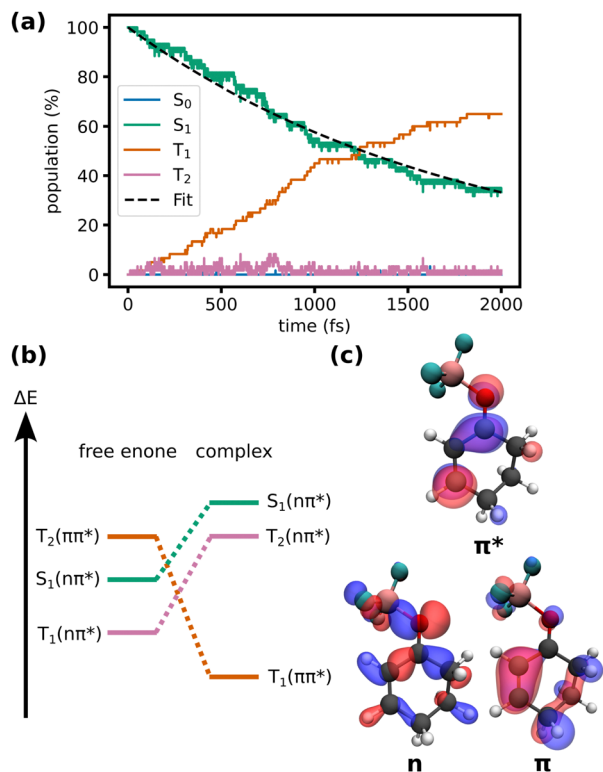 (a)
100
80
60
40
20
0
population (%)
S₀
S₁
T₁
T₂
Fit
0 500 1000 1500 2000
time (fs)
(b)
ΔE
free enone complex
S₁(nπ*)
T₂(ππ*)
T₂(nπ*)
S₁(nπ*)
T₁(nπ*)
T₁(ππ*)
(c)
π*
n π